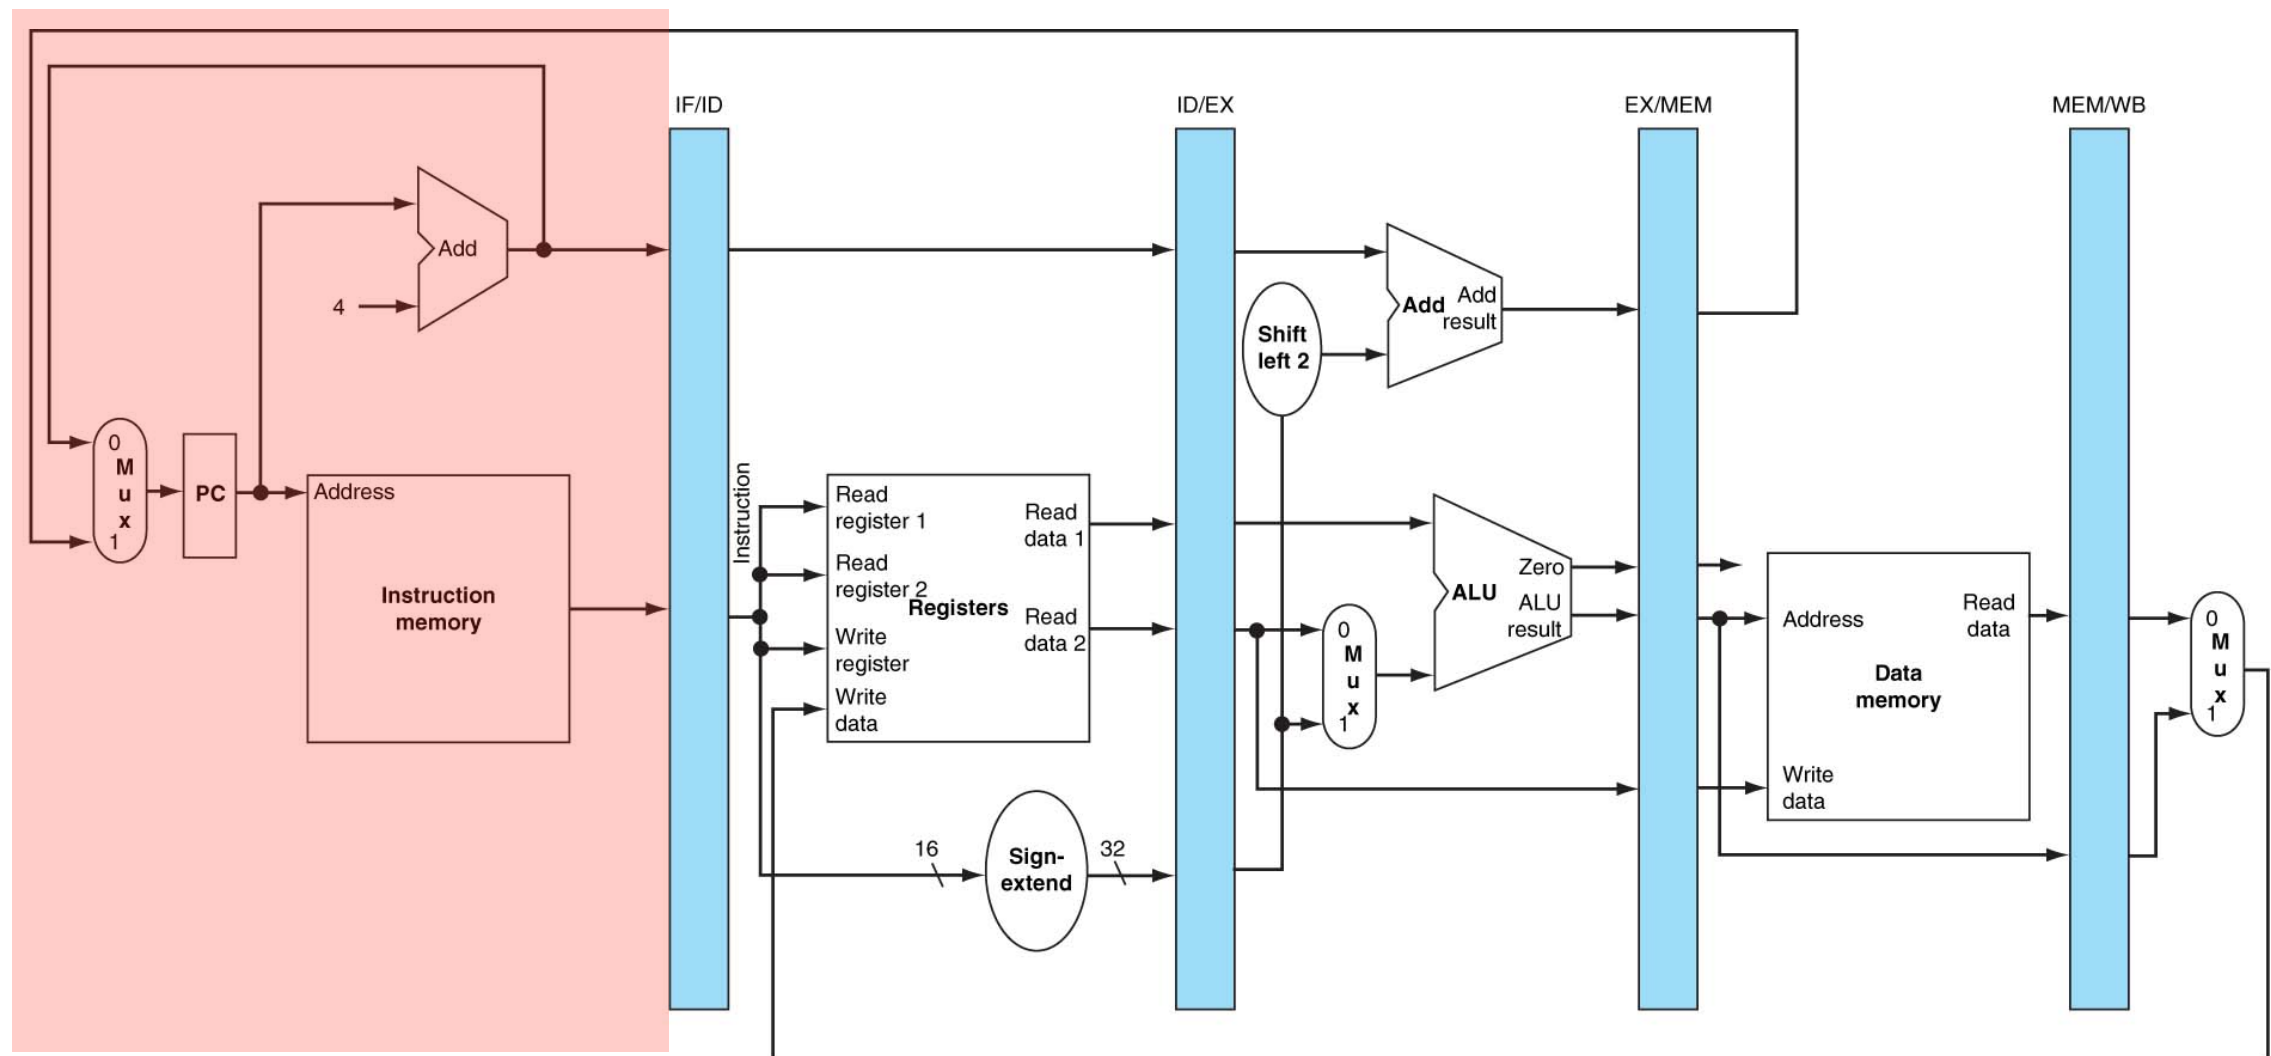 IF/ID
ID/EX
EX/MEM
MEM/WB
Add
4
0
M
u
x
1
PC
Address
Instruction
memory
Instruction
Read
register 1
Read
register 2
Write
register
Write
data
Registers
Read
data 1
Read
data 2
16
Sign-
extend
32
Shift
left 2
Add
Add
result
0
M
u
x
1
ALU
Zero
ALU
result
Address
Read
data
Data
memory
Write
data
0
M
u
x
1